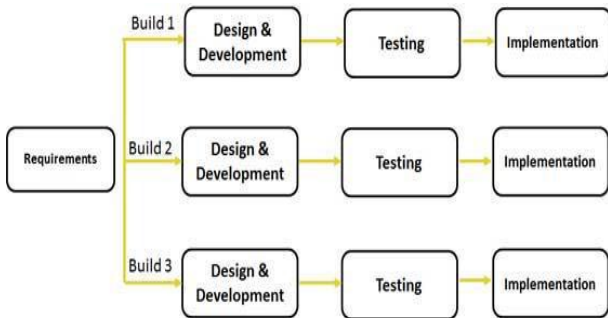 Build 1
Design &
Development
Testing
Implementation
Requirements
Build 2
Design &
Development
Testing
Implementation
Build 3
Design &
Development
Testing
Implementation